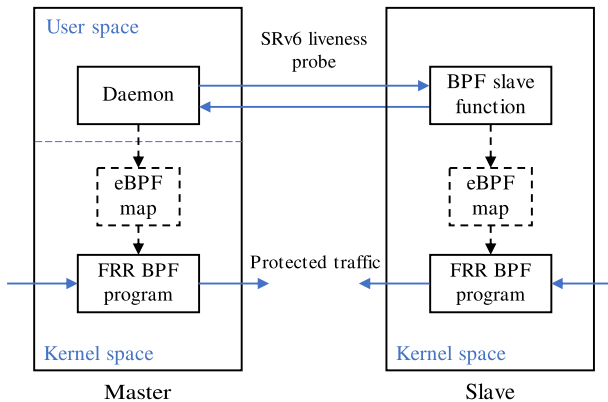 User space
SRv6 liveness
probe
Daemon
BPF slave
function
eBPF
map
eBPF
map
FRR BPF
program
Protected traffic
FRR BPF
program
Kernel space
Kernel space
Master
Slave